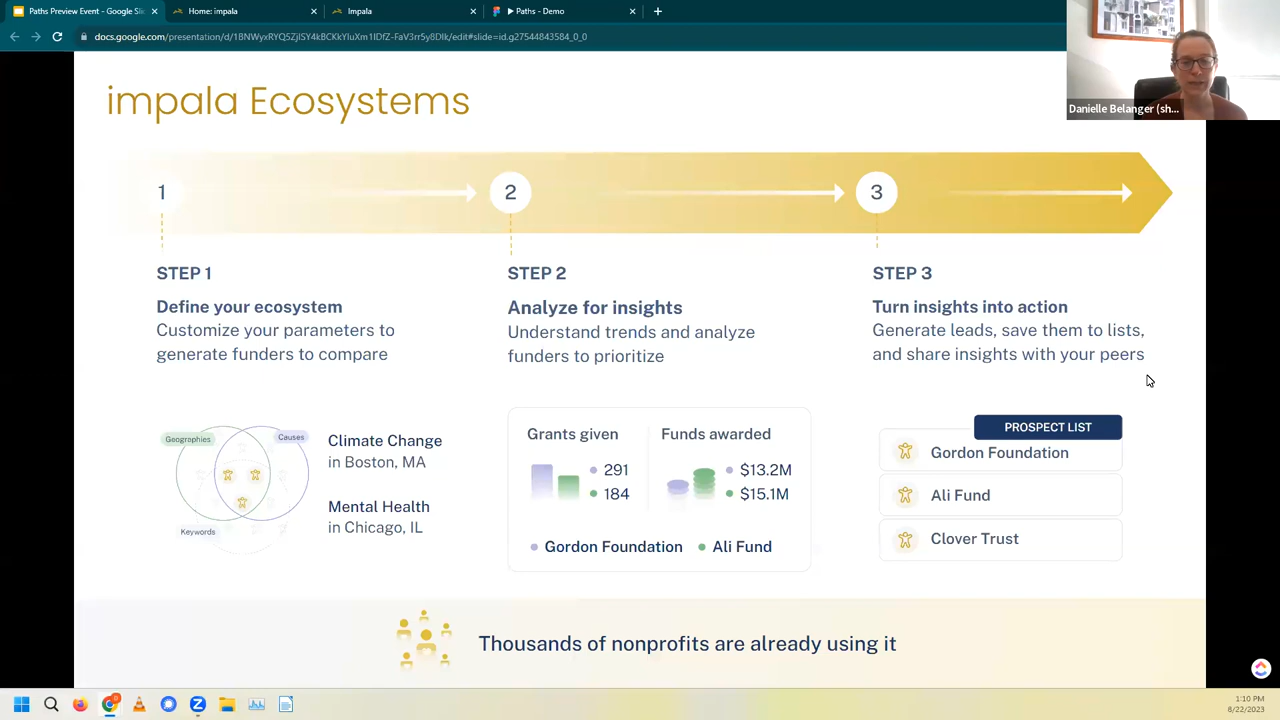 Paths Preview Event - Google Sli
Home: impala
Impala
Paths - Demo
docs.google.com/presentation/d/18NWyxRYQ5ZjlSY4kBCKkYluXm1IDfZ-FaV3rr5y8DIk/edit#slide=id.g27544843584_0_0
Danielle Belanger (sh...
impala Ecosystems
1
2
3
STEP 1
Define your ecosystem
Customize your parameters to
generate funders to compare
STEP 2
Analyze for insights
Understand trends and analyze
funders to prioritize
STEP 3
Turn insights into action
Generate leads, save them to lists,
and share insights with your peers
Geographies
Causes
Keywords
Climate Change
in Boston, MA
Mental Health
in Chicago, IL
Grants given
291
184
Funds awarded
$13.2M
$15.1M
Gordon Foundation
Ali Fund
PROSPECT LIST
Gordon Foundation
Ali Fund
Clover Trust
Thousands of nonprofits are already using it
1:10 PM
8/22/2023